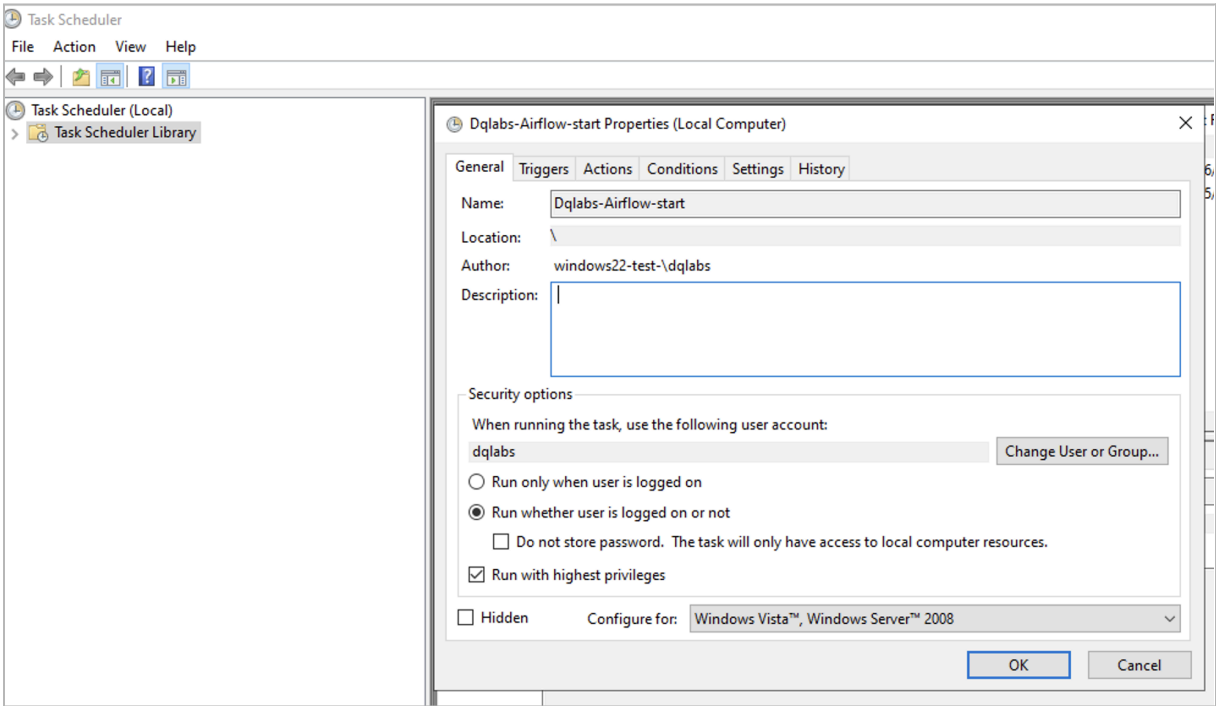 Task Scheduler
File Action View Help
Task Scheduler (Local)
Task Scheduler Library
Dqlabs-Airflow-start Properties (Local Computer)
General Triggers Actions Conditions Settings History
Name: Dqlabs-Airflow-start
Location: \
Author: windows22-test-\dqlabs
Description:
Security options
When running the task, use the following user account:
dqlabs Change User or Group...
Run only when user is logged on
Run whether user is logged on or not
Do not store password. The task will only have access to local computer resources.
Run with highest privileges
Hidden Configure for: Windows Vista™, Windows Server™ 2008
OK Cancel